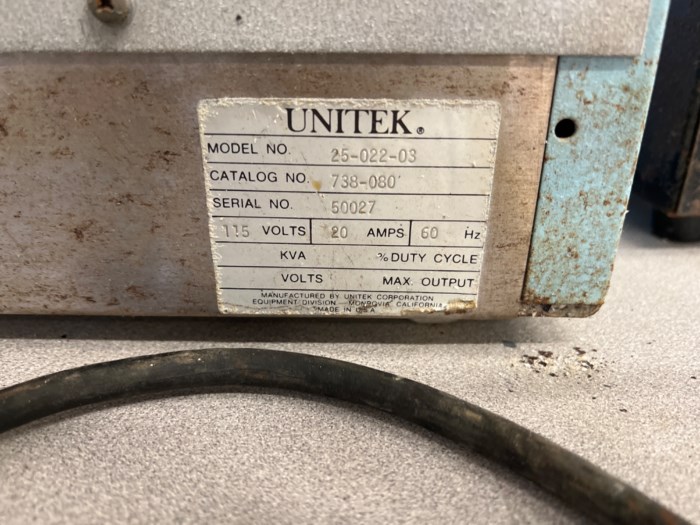 UNITEK®
MODEL NO. 25-022-03
CATALOG NO. 738-080
SERIAL NO. 50027
115 VOLTS 20 AMPS 60 Hz
KVA % DUTY CYCLE
VOLTS MAX. OUTPUT
MANUFACTURED BY UNITEK CORPORATION
EQUIPMENT DIVISION — MONROVIA, CALIFORNIA
MADE IN U.S.A.